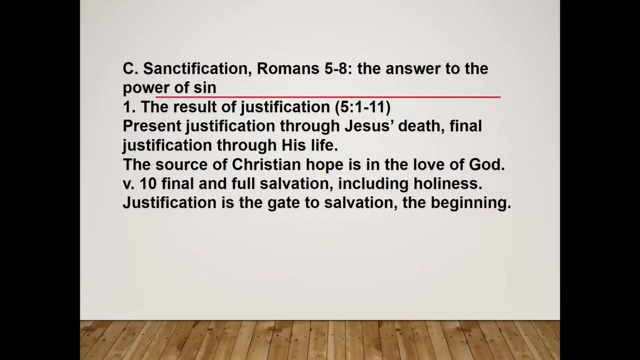 C. Sanctification, Romans 5-8: the answer to the
power of sin
1. The result of justification (5:1-11)
Present justification through Jesus’ death, final
justification through His life.
The source of Christian hope is in the love of God.
v. 10 final and full salvation, including holiness.
Justification is the gate to salvation, the beginning.